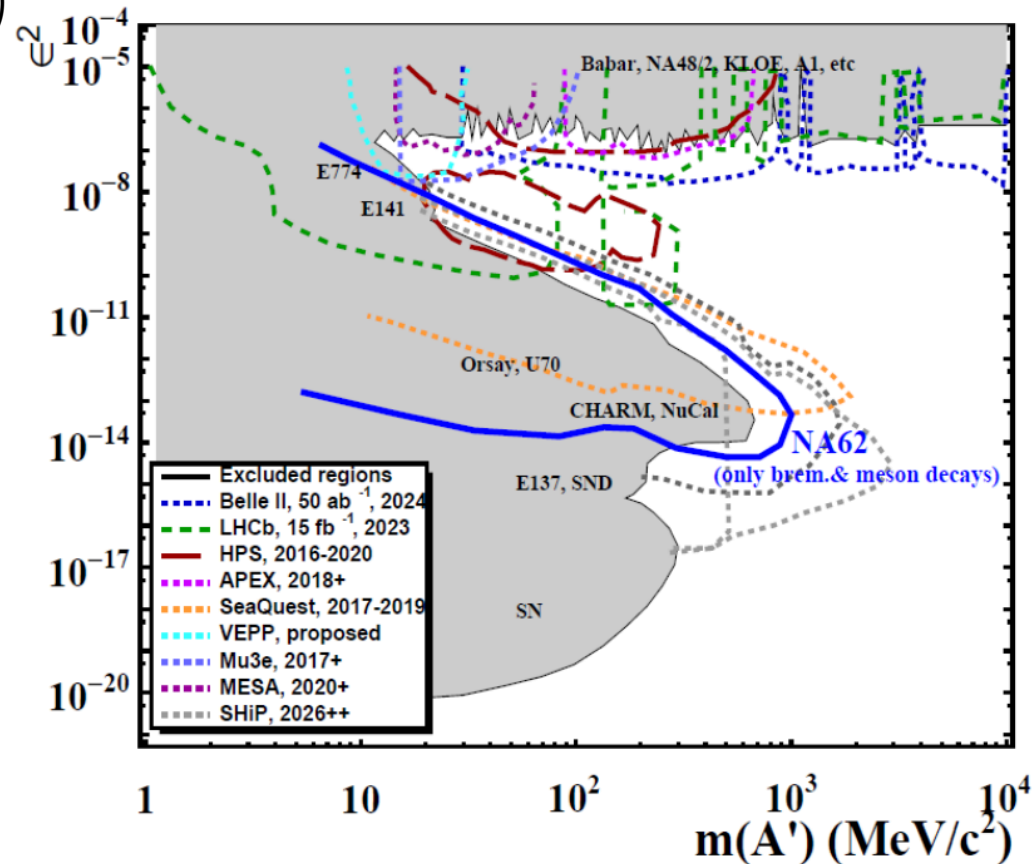 )
∈²
10⁻⁴
10⁻⁵
10⁻⁸
10⁻¹¹
10⁻¹⁴
10⁻¹⁷
10⁻²⁰
Babar, NA48/2, KLOE, A1, etc
E774
E141
Orsay, U70
CHARM, NuCal
NA62
(only brem.& meson decays)
E137, SND
SN
Excluded regions
Belle II, 50 ab ⁻¹, 2024
LHCb, 15 fb ⁻¹, 2023
HPS, 2016-2020
APEX, 2018+
SeaQuest, 2017-2019
VEPP, proposed
Mu3e, 2017+
MESA, 2020+
SHiP, 2026++
1 10 10² 10³ 10⁴
m(A') (MeV/c²)